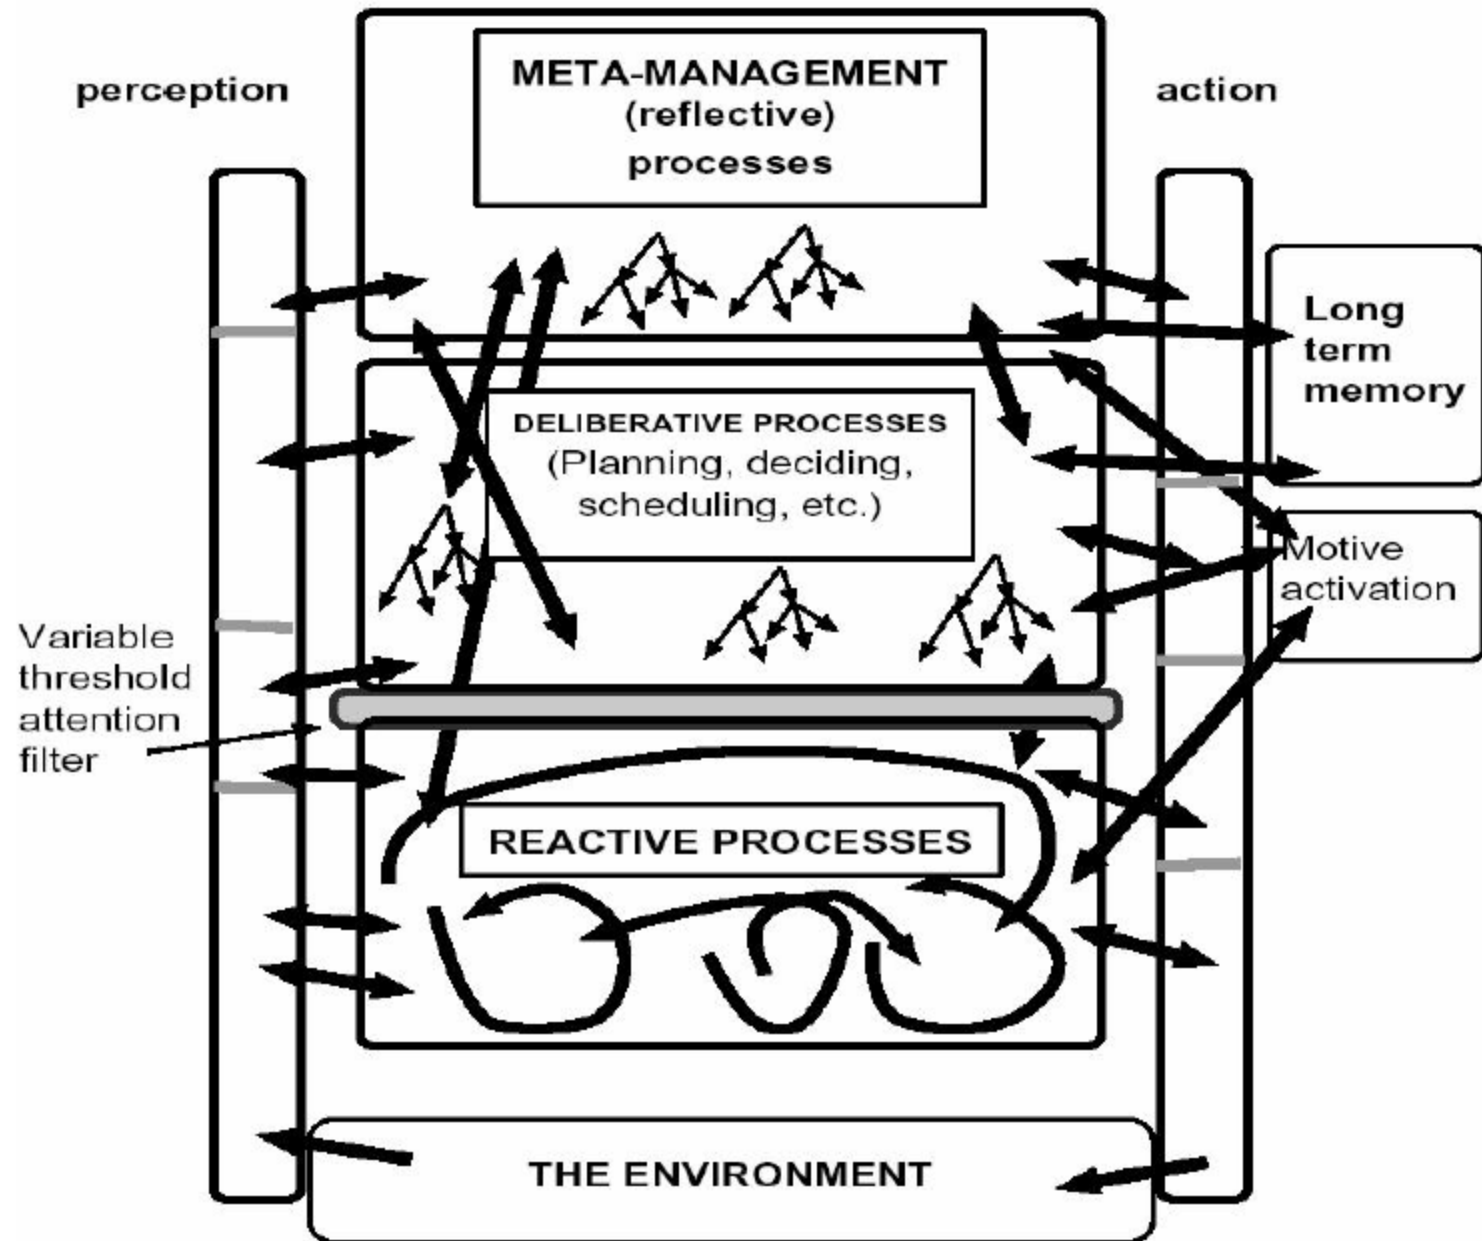 META-MANAGEMENT
(reflective)
processes
perception
action
Long
term
memory
DELIBERATIVE PROCESSES
(Planning, deciding,
scheduling, etc.)
Motive
activation
Variable
threshold
attention
filter
REACTIVE PROCESSES
THE ENVIRONMENT